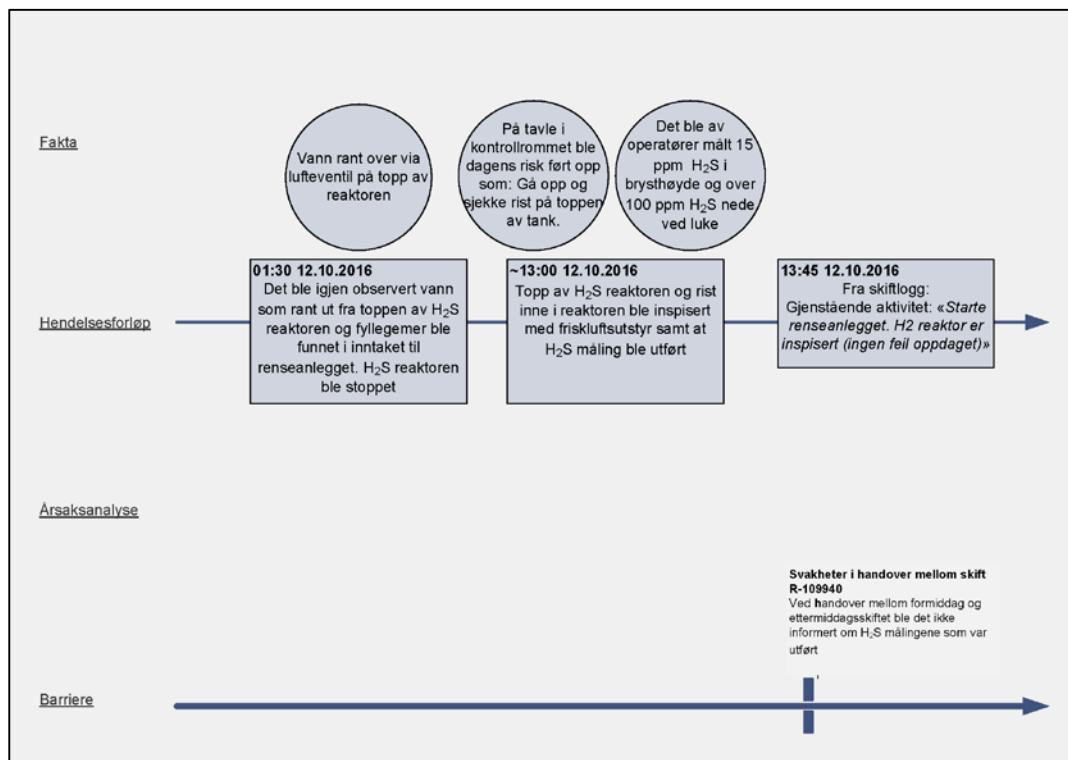 Fakta
Vann rant over via
lufteventil på topp av
reaktoren
På tavle i
kontrollrommet ble
dagens risk ført opp
som: Gå opp og
sjekke rist på toppen
av tank.
Det ble av
operatører målt 15
ppm H₂S i
brysthøyde og over
100 ppm H₂S nede
ved luke
Hendelsesforløp
01:30 12.10.2016
Det ble igjen observert vann
som rant ut fra toppen av H₂S
reaktoren og fyllegemer ble
funnet i inntaket til
renseanlegget. H₂S reaktoren
ble stoppet
~13:00 12.10.2016
Topp av H₂S reaktoren og rist
inne i reaktoren ble inspisert
med friskluftsutstyr samt at
H₂S måling ble utført
13:45 12.10.2016
Fra skiftlogg:
Gjenstående aktivitet: «Starte
renseanlegget. H2 reaktor er
inspisert (ingen feil oppdaget)»
Årsaksanalyse
Svakheter i handover mellom skift
R-109940
Ved handover mellom formiddag og
ettermiddagsskiftet ble det ikke
informert om H₂S målingene som var
utført
Barriere